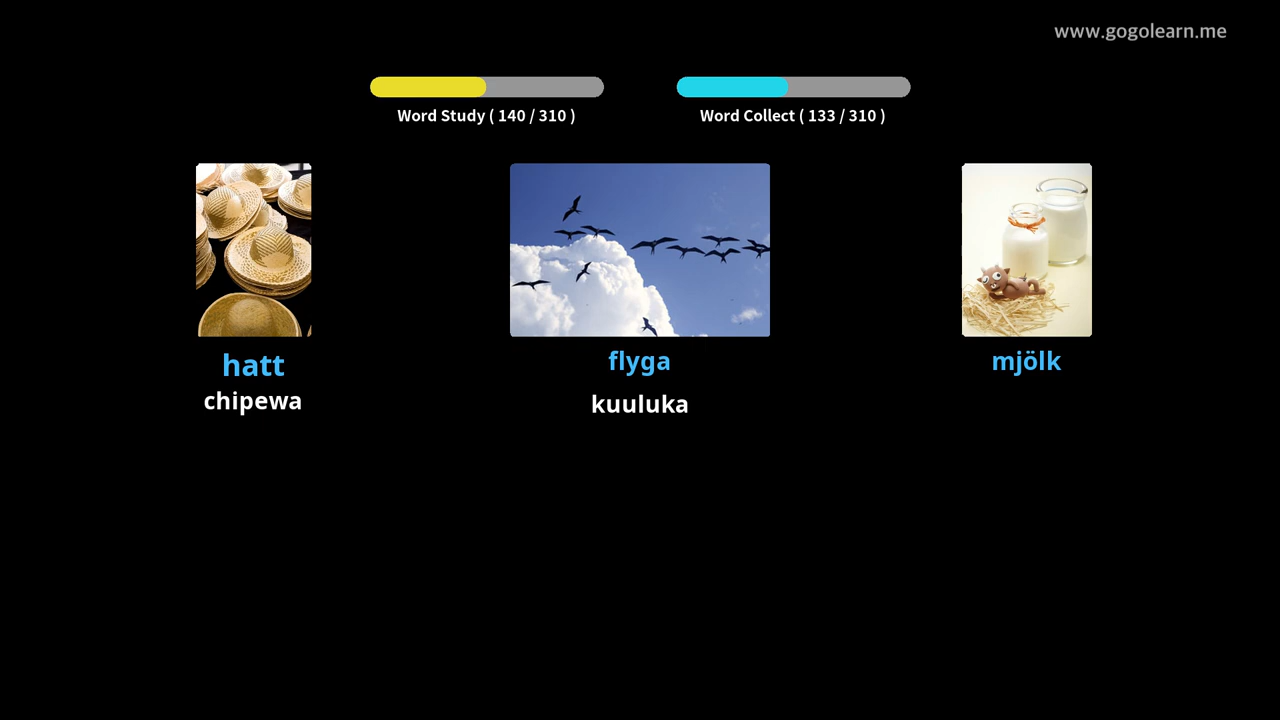 www.gogolearn.me
Word Study ( 140 / 310 )
Word Collect ( 133 / 310 )
hatt
chipewa
flyga
kuuluka
mjölk